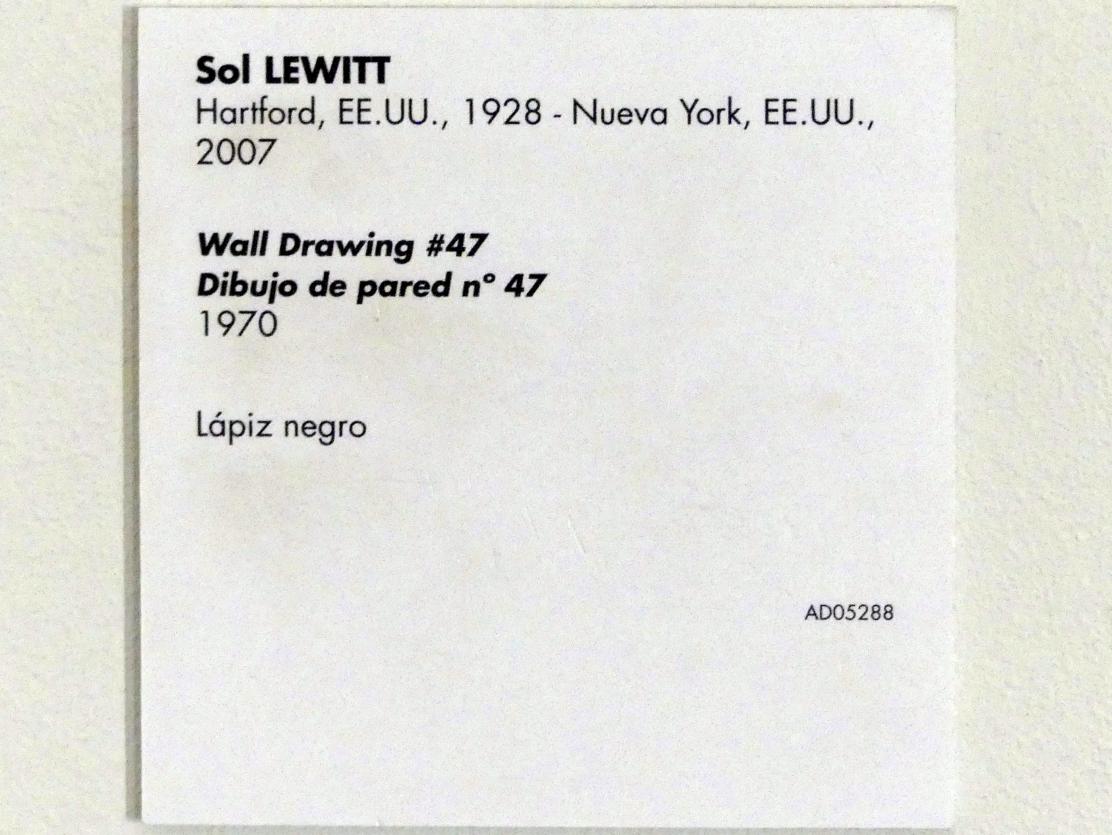 Sol LEWITT
Hartford, EE.UU., 1928 - Nueva York, EE.UU.,
2007
Wall Drawing #47
Dibujo de pared nº 47
1970
Lápiz negro
AD05288